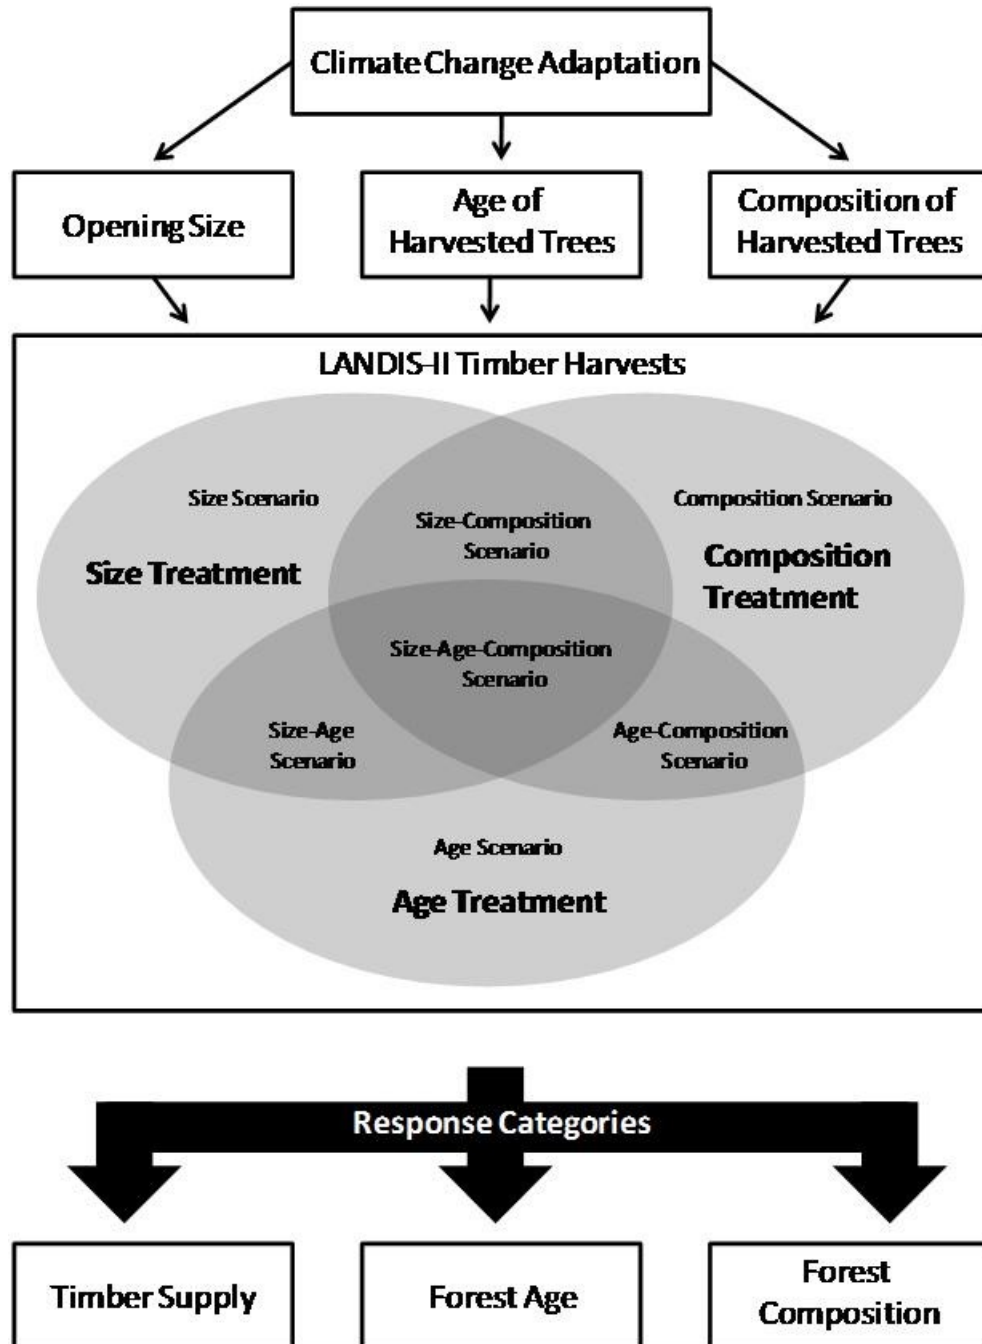 Climate Change Adaptation
Opening Size
Age of
Harvested Trees
Composition of
Harvested Trees
LANDIS-II Timber Harvests
Size Scenario
Size Treatment
Size-Composition
Scenario
Composition Scenario
Composition
Treatment
Size-Age-Composition
Scenario
Size-Age
Scenario
Age-Composition
Scenario
Age Scenario
Age Treatment
Response Categories
Timber Supply
Forest Age
Forest
Composition